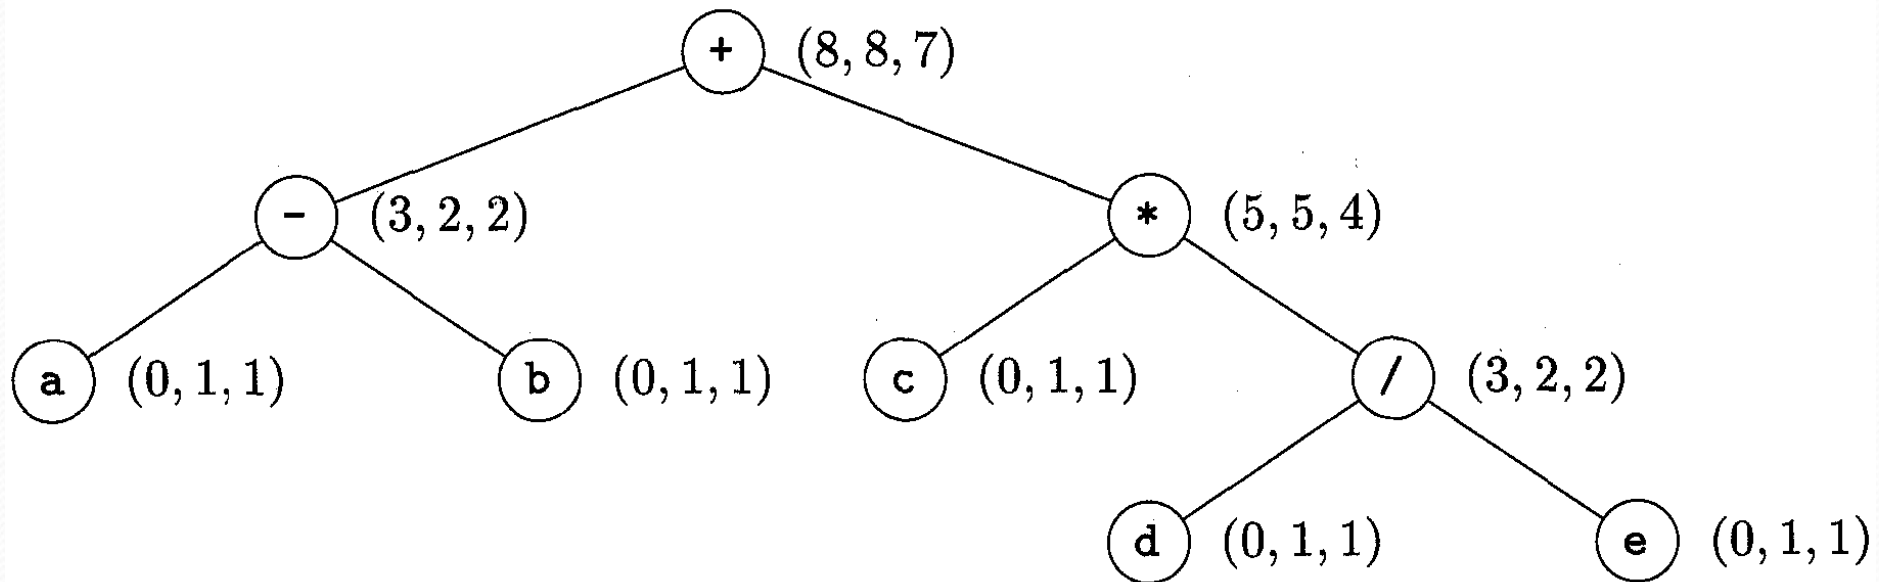 + (8, 8, 7)
- (3, 2, 2) * (5, 5, 4)
a (0, 1, 1) b (0, 1, 1) c (0, 1, 1) / (3, 2, 2)
d (0, 1, 1) e (0, 1, 1)